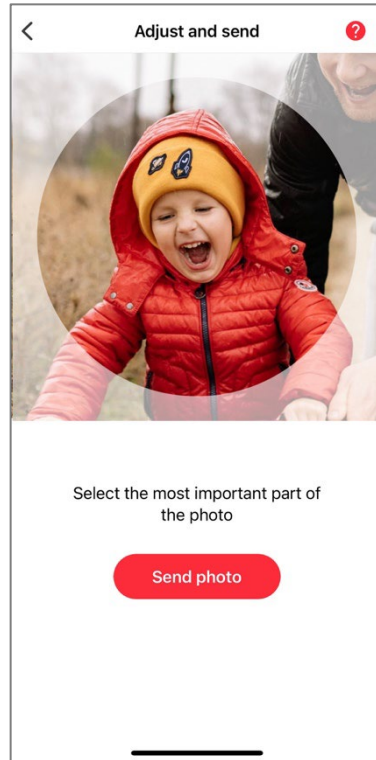 Adjust and send
?
Select the most important part of
the photo
Send photo